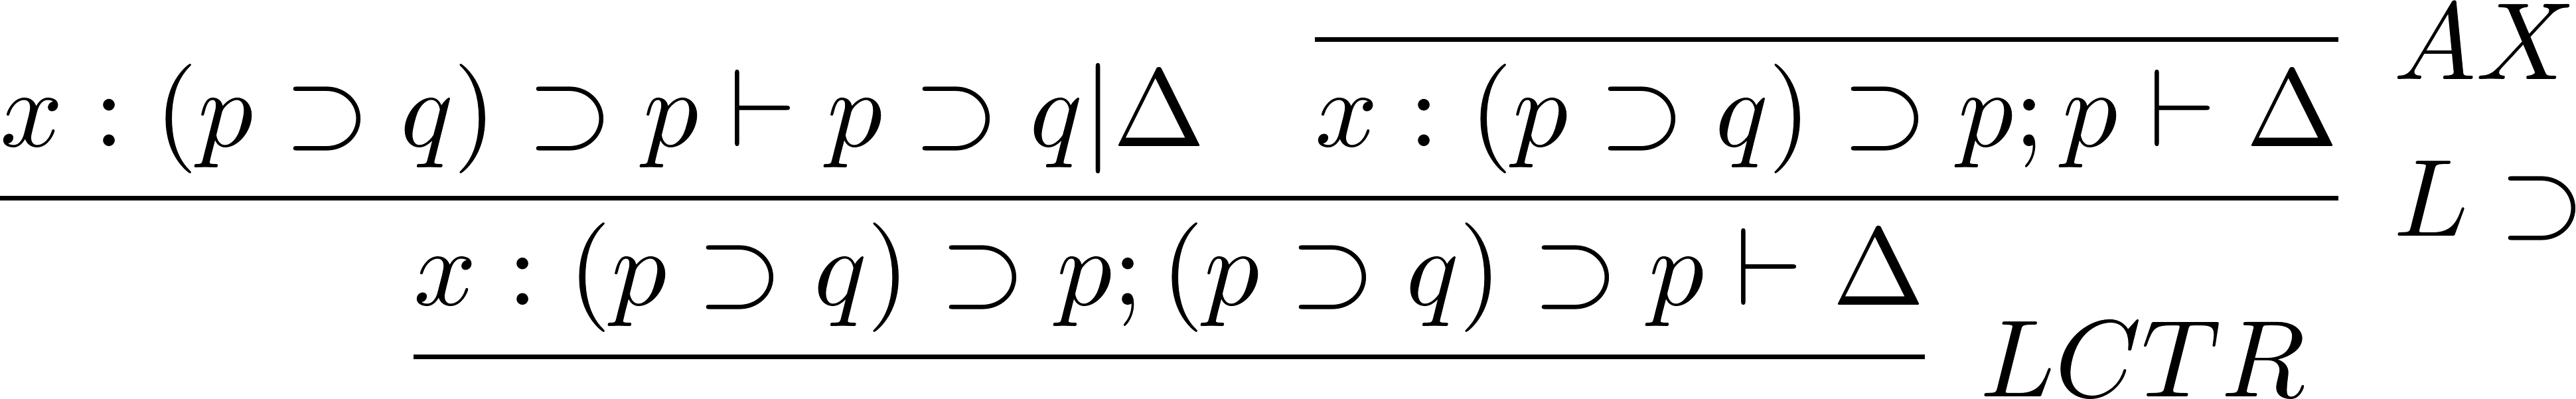 AX
x : (p ⊃ q) ⊃ p ⊢ p ⊃ q|Δ x : (p ⊃ q) ⊃ p; p ⊢ Δ
L ⊃
x : (p ⊃ q) ⊃ p; (p ⊃ q) ⊃ p ⊢ Δ
LCTR